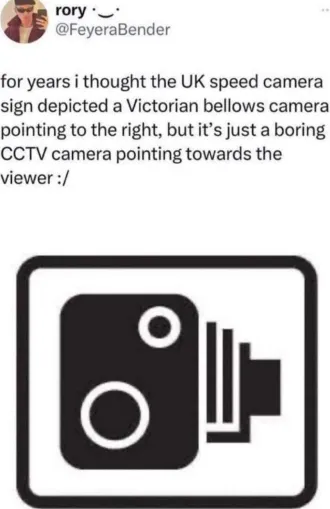 rory ·‿·
@FeyeraBender
for years i thought the UK speed camera
sign depicted a Victorian bellows camera
pointing to the right, but it's just a boring
CCTV camera pointing towards the
viewer :/